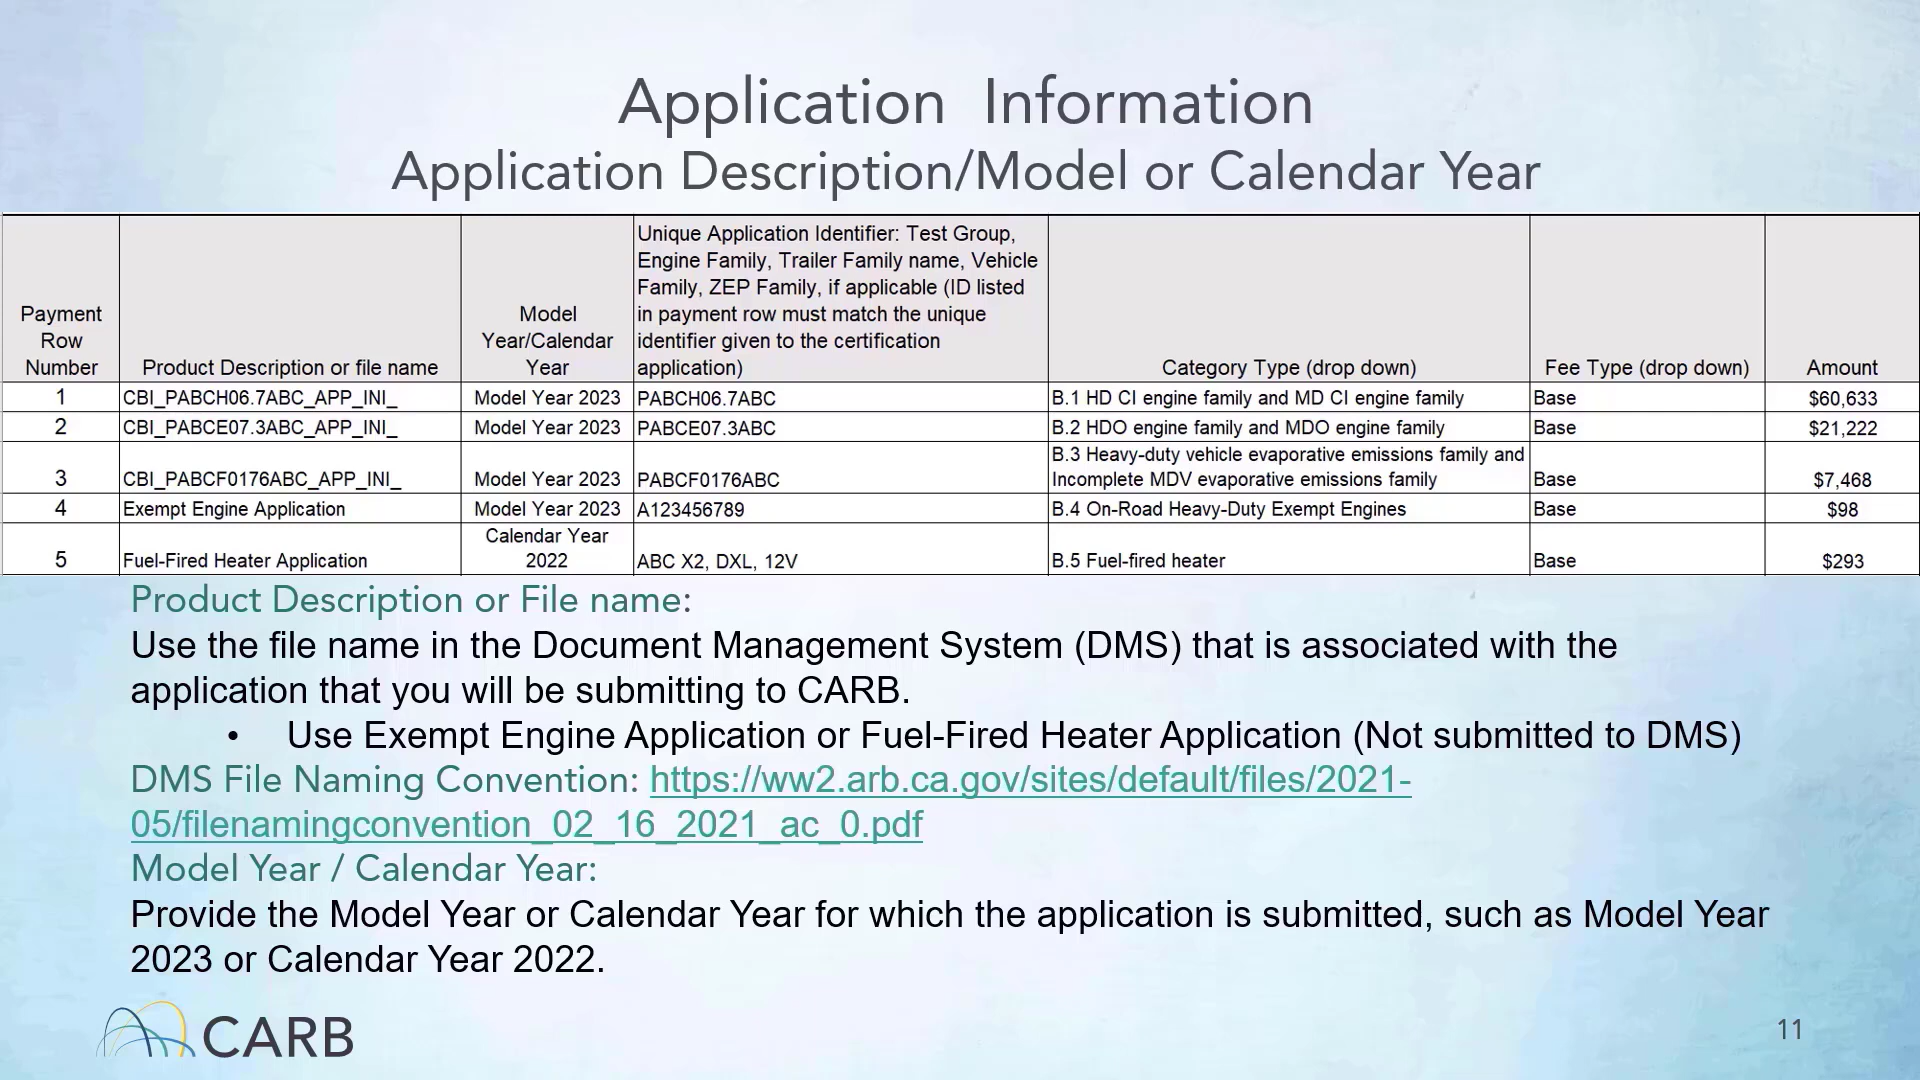 Application Information
Application Description/Model or Calendar Year
Payment Row Number
Product Description or file name
Model Year/Calendar Year
Unique Application Identifier: Test Group, Engine Family, Trailer Family name, Vehicle Family, ZEP Family, if applicable (ID listed in payment row must match the unique identifier given to the certification application)
Category Type (drop down)
Fee Type (drop down)
Amount
1 CBI_PABCH06.7ABC_APP_INI_ Model Year 2023 PABCH06.7ABC B.1 HD CI engine family and MD CI engine family Base $60,633
2 CBI_PABCE07.3ABC_APP_INI_ Model Year 2023 PABCE07.3ABC B.2 HDO engine family and MDO engine family Base $21,222
3 CBI_PABCF0176ABC_APP_INI_ Model Year 2023 PABCF0176ABC B.3 Heavy-duty vehicle evaporative emissions family and Incomplete MDV evaporative emissions family Base $7,468
4 Exempt Engine Application Model Year 2023 A123456789 B.4 On-Road Heavy-Duty Exempt Engines Base $98
5 Fuel-Fired Heater Application Calendar Year 2022 ABC X2, DXL, 12V B.5 Fuel-fired heater Base $293
Product Description or File name:
Use the file name in the Document Management System (DMS) that is associated with the
application that you will be submitting to CARB.
• Use Exempt Engine Application or Fuel-Fired Heater Application (Not submitted to DMS)
DMS File Naming Convention: https://ww2.arb.ca.gov/sites/default/files/2021-
05/filenamingconvention_02_16_2021_ac_0.pdf
Model Year / Calendar Year:
Provide the Model Year or Calendar Year for which the application is submitted, such as Model Year
2023 or Calendar Year 2022.
CARB
11